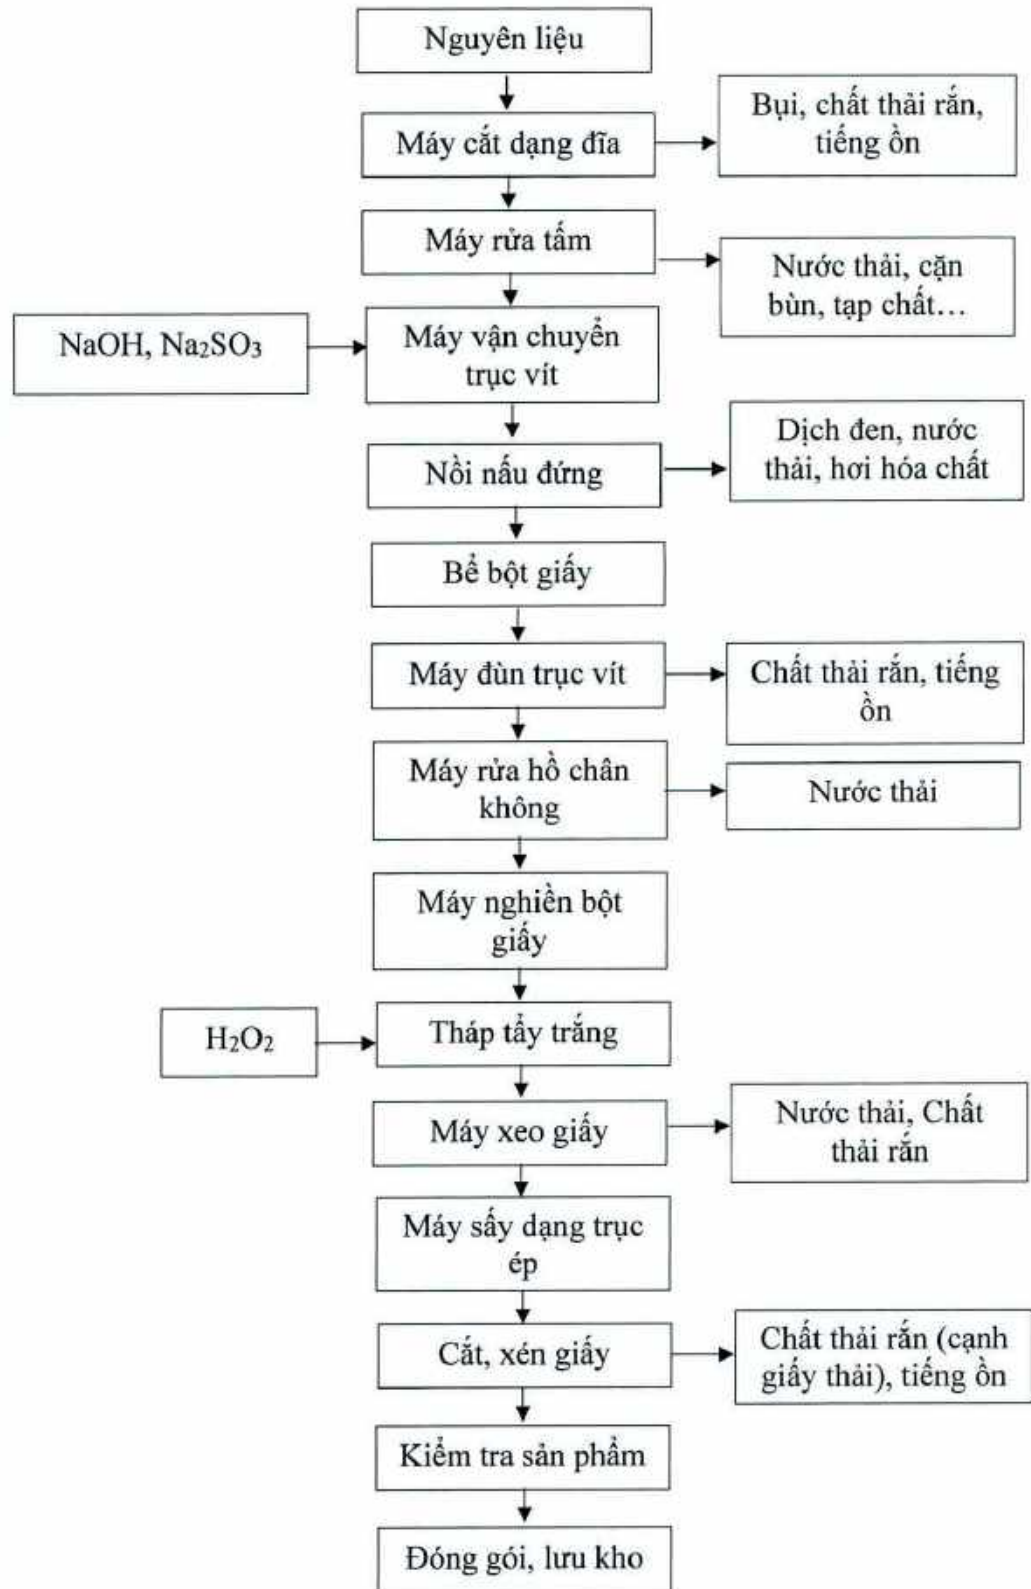 Nguyên liệu
Máy cắt dạng đĩa
Bụi, chất thải rắn,
tiếng ồn
Máy rửa tấm
Nước thải, cặn
bùn, tạp chất...
NaOH, Na₂SO₃
Máy vận chuyển
trục vít
Nồi nấu đứng
Dịch đen, nước
thải, hơi hóa chất
Bể bột giấy
Máy đùn trục vít
Chất thải rắn, tiếng
ồn
Máy rửa hồ chân
không
Nước thải
Máy nghiền bột
giấy
H₂O₂
Tháp tẩy trắng
Máy xeo giấy
Nước thải, Chất
thải rắn
Máy sấy dạng trục
ép
Cắt, xén giấy
Chất thải rắn (cạnh
giấy thải), tiếng ồn
Kiểm tra sản phẩm
Đóng gói, lưu kho